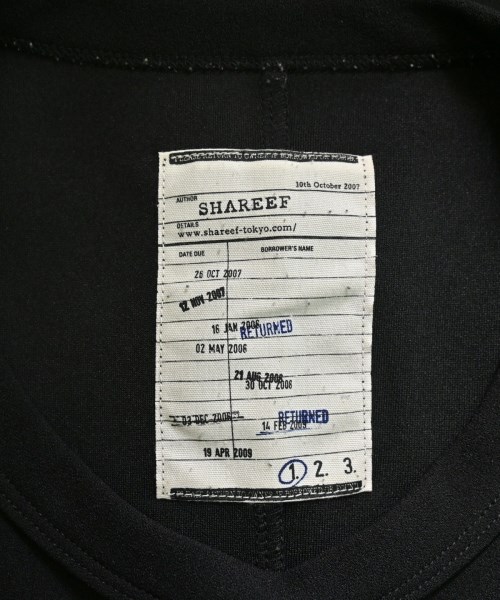 10th October 2007
AUTHOR
SHAREEF
DETAILS
www.shareef-tokyo.com/
DATE DUE BORROWER'S NAME
26 OCT 2007
12 NOV 2007
16 JAN 2008
RETURNED
02 MAY 2008
21 AUG 2008
30 OCT 2008
03 DEC 2008
RETURNED
14 FEB 2009
19 APR 2009
1. 2. 3.